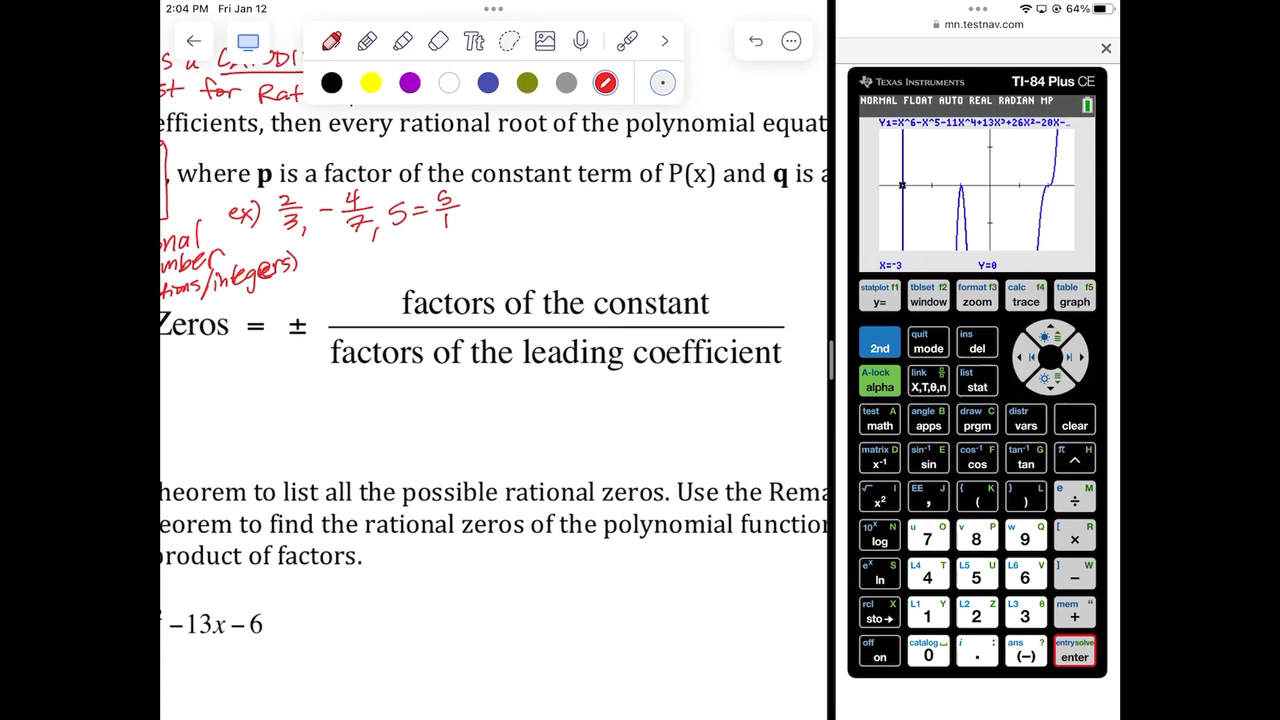 2:04 PM Fri Jan 12
64%
mn.testnav.com
Tt
s a CANDI
st for Rat
efficients, then every rational root of the polynomial equat
, where p is a factor of the constant term of P(x) and q is a
ex) 2/3, - 4/7, 5 = 5/1
onal
mber
tions/integers)
Zeros = ± factors of the constant
factors of the leading coefficient
heorem to list all the possible rational zeros. Use the Rema
eorem to find the rational zeros of the polynomial function
product of factors.
² – 13x – 6
TEXAS INSTRUMENTS TI-84 Plus CE
NORMAL FLOAT AUTO REAL RADIAN MP
Y1=X^6-X^5-11X^4+13X³+26X²-20X-…
X=-3 Y=0
statplot f1 tblset f2 format f3 calc f4 table f5
y= window zoom trace graph
quit ins
2nd mode del
A-lock link list
alpha X,T,θ,n stat
test A angle B draw C distr
math apps prgm vars clear
matrix D sin⁻¹ E cos⁻¹ F tan⁻¹ G π H
x⁻¹ sin cos tan ^
√ I EE J { K } L e M
x² , ( ) ÷
10ˣ N u O v P w Q [ R
log 7 8 9 ×
eˣ S L4 T L5 U L6 V ] W
ln 4 5 6 −
rcl X L1 Y L2 Z L3 θ mem "
sto→ 1 2 3 +
off catalog i : ans ? entry solve
on 0 . (−) enter